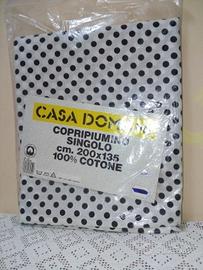 CASA DOM
COPRIPIUMINO
SINGOLO
cm. 200x135
100% COTONE